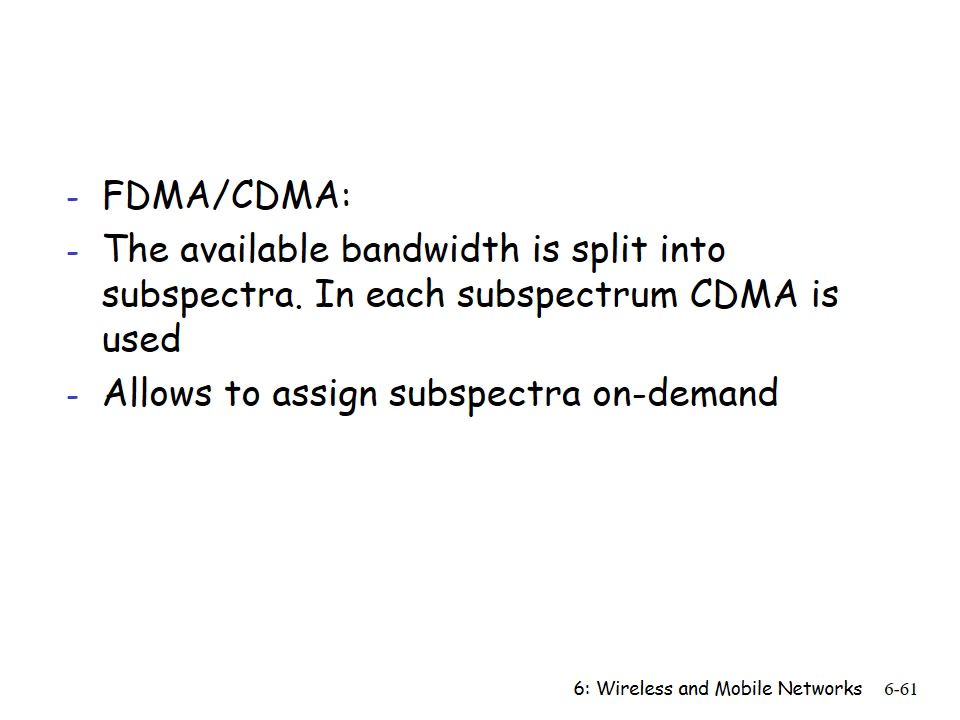 - FDMA/CDMA:
- The available bandwidth is split into
subspectra. In each subspectrum CDMA is
used
- Allows to assign subspectra on-demand
6: Wireless and Mobile Networks 6-61